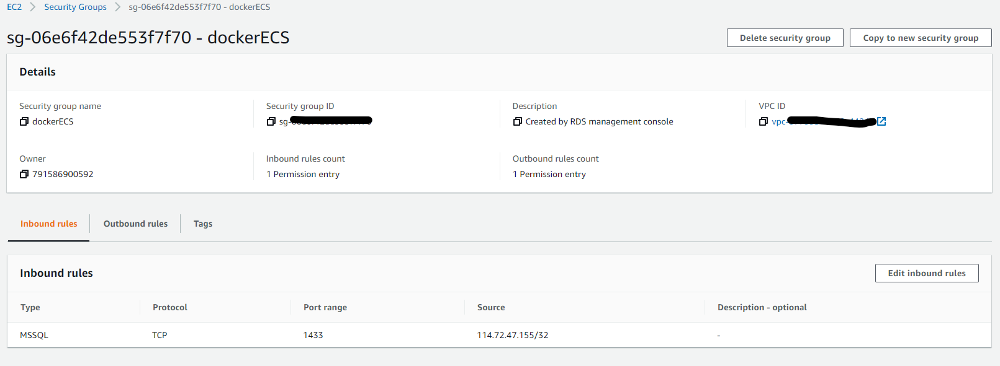 EC2 > Security Groups > sg-06e6f42de553f7f70 - dockerECS
sg-06e6f42de553f7f70 - dockerECS
Delete security group
Copy to new security group
Details
Security group name
Security group ID
Description
VPC ID
dockerECS
sg-
Created by RDS management console
vpc-
Owner
Inbound rules count
Outbound rules count
791586900592
1 Permission entry
1 Permission entry
Inbound rules
Outbound rules
Tags
Inbound rules
Edit inbound rules
Type
Protocol
Port range
Source
Description - optional
MSSQL
TCP
1433
114.72.47.155/32
-